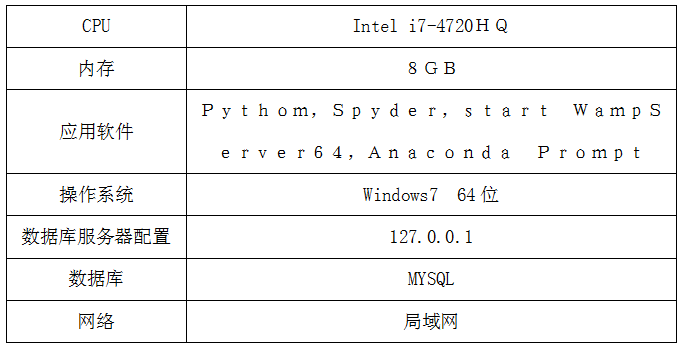 CPU
Intel i7-4720HQ
内存
8GB
应用软件
Pythom, Spyder, start WampS
erver64, Anaconda Prompt
操作系统
Windows7 64位
数据库服务器配置
127.0.0.1
数据库
MYSQL
网络
局域网